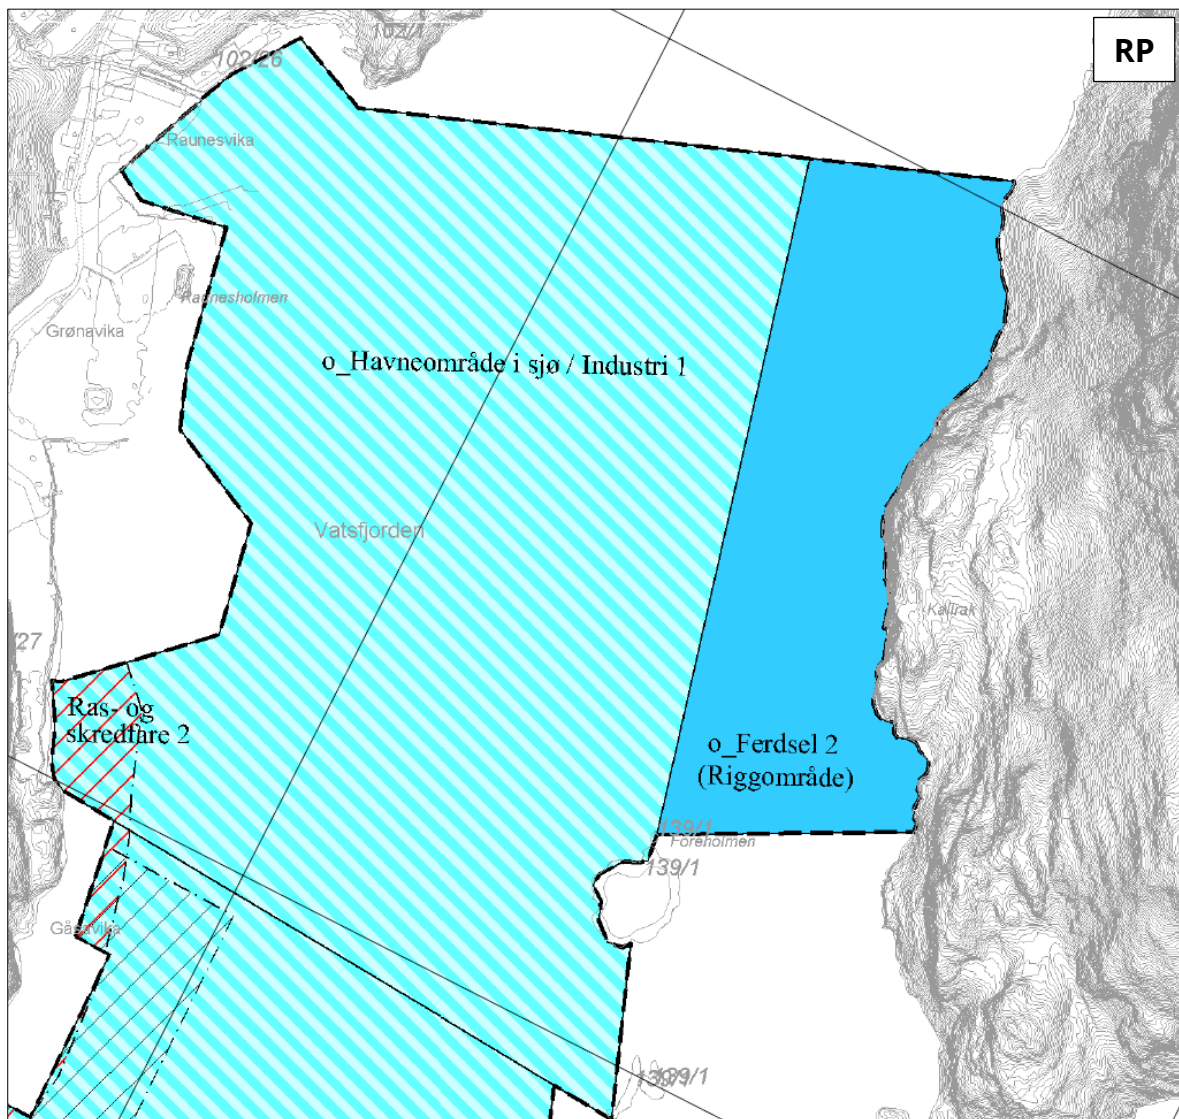 102/1
RP
102/26
Raunesvika
Raunesholmen
Grønavika
o_Havneområde i sjø / Industri 1
Vatsfjorden
Kallrak
/27
Ras- og
skredfare 2
o_Ferdsel 2
(Riggområde)
139/1
Foreholmen
139/1
Gåsavika
139/1